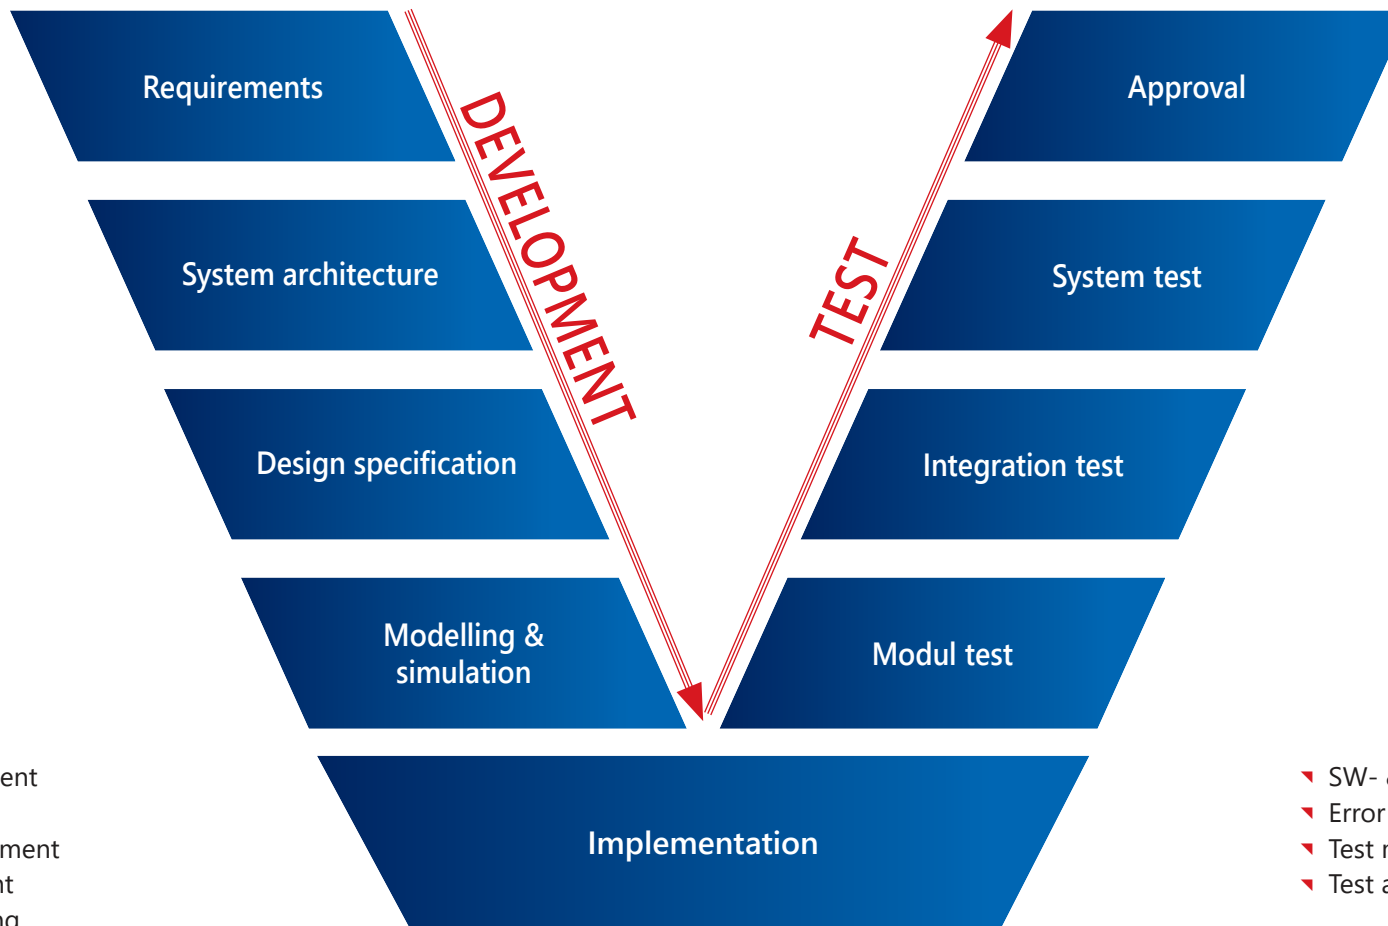 Requirements
DEVELOPMENT
Approval
System architecture
TEST
System test
Design specification
Integration test
Modelling &
simulation
Modul test
Implementation
SW-
Error
Test
Test